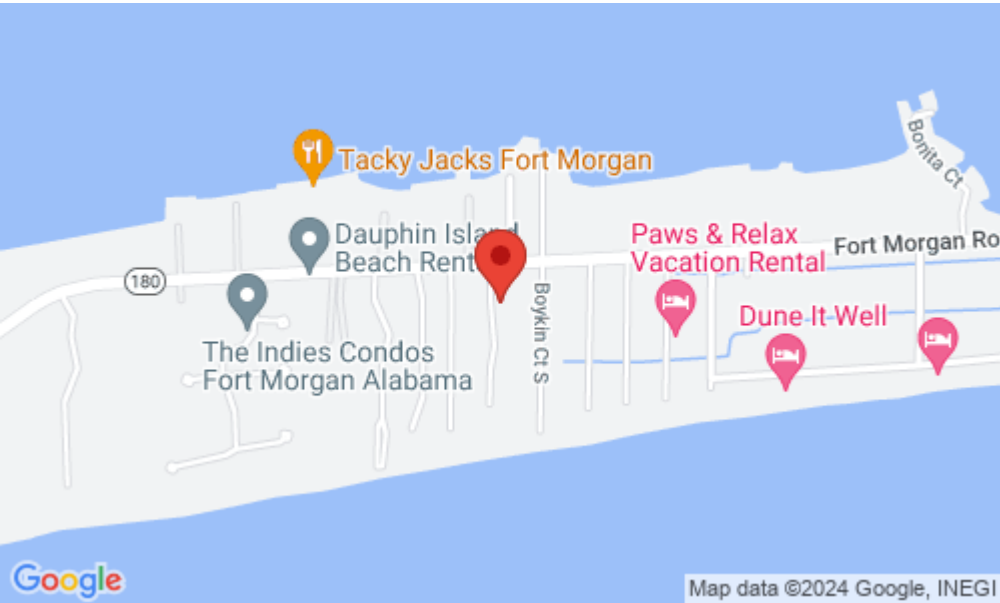 Bonita Ct
Tacky Jacks Fort Morgan
Dauphin Island
Beach Rent
Paws & Relax
Vacation Rental
Fort Morgan Ro
180
Boykin Ct S
Dune It Well
The Indies Condos
Fort Morgan Alabama
Google
Map data ©2024 Google, INEGI